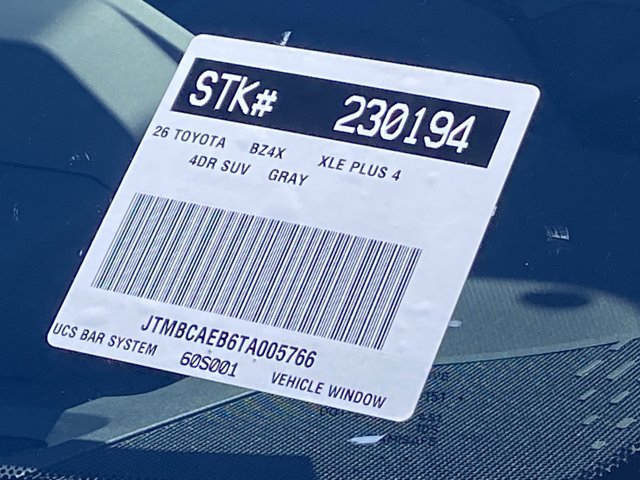 STK# 230194
26 TOYOTA BZ4X XLE PLUS 4
4DR SUV GRAY
JTMBCAEB6TA005766
UCS BAR SYSTEM 60S001 VEHICLE WINDOW